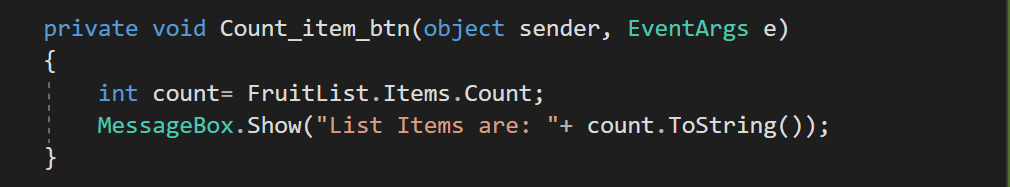 private void Count_item_btn(object sender, EventArgs e)
{
int count= FruitList.Items.Count;
MessageBox.Show("List Items are: "+ count.ToString());
}